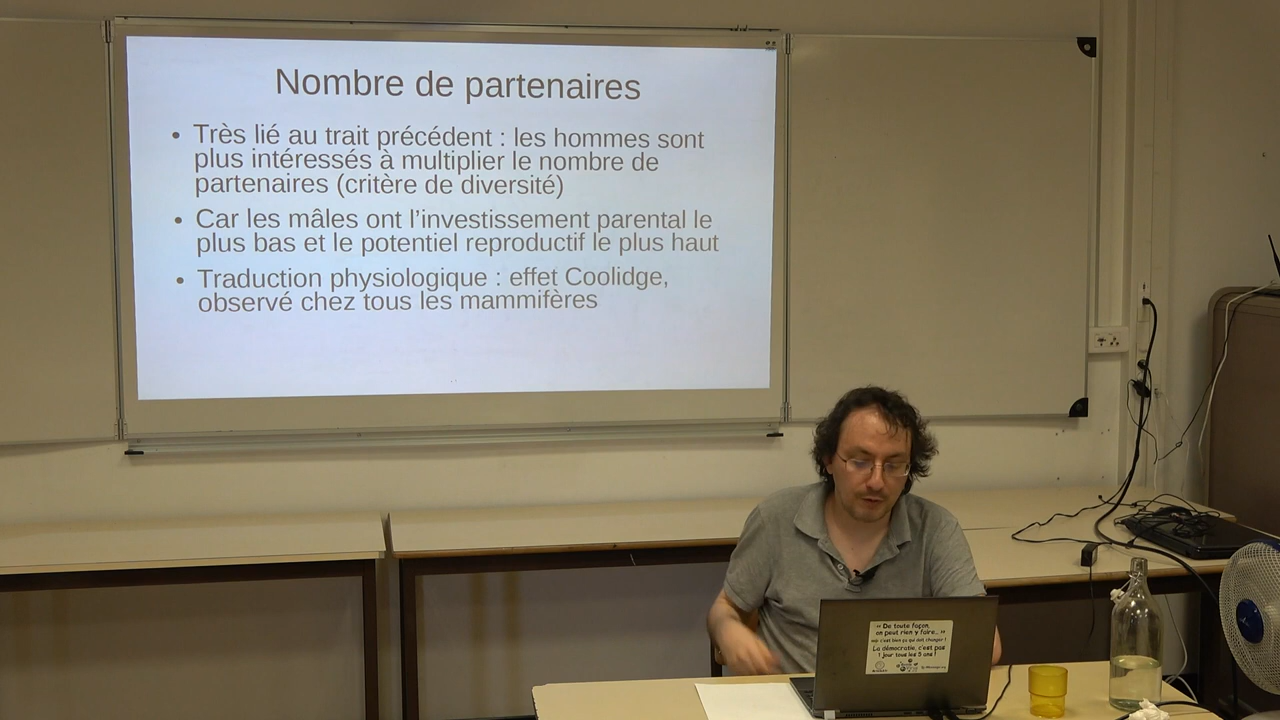 Nombre de partenaires
• Très lié au trait précédent : les hommes sont
plus intéressés à multiplier le nombre de
partenaires (critère de diversité)
• Car les mâles ont l'investissement parental le
plus bas et le potentiel reproductif le plus haut
• Traduction physiologique : effet Coolidge,
observé chez tous les mammifères
« De toute façon,
on peut rien y faire... »
La démocratie, c'est pas
1 jour tous les 5 ans !